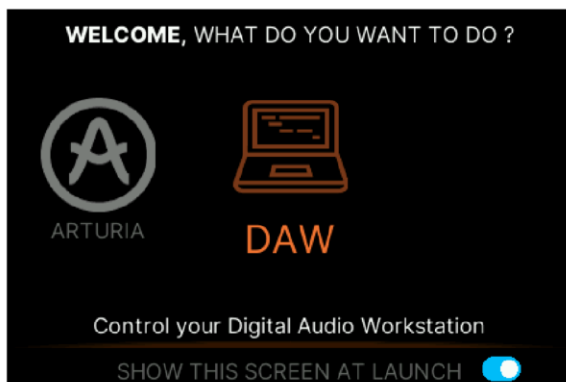 WELCOME, WHAT DO YOU WANT TO DO ?
ARTURIA
DAW
Control your Digital Audio Workstation
SHOW THIS SCREEN AT LAUNCH